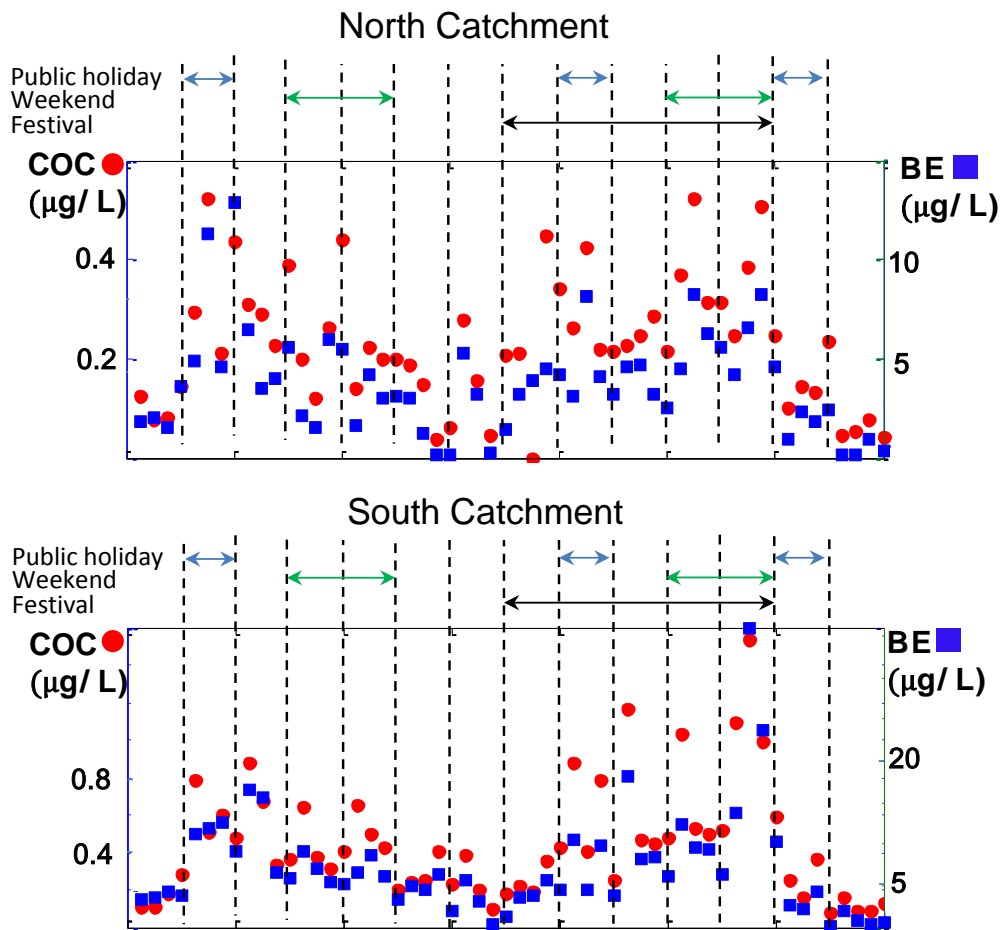 North Catchment
Public holiday
Weekend
Festival
COC
(μg/ L)
BE
(μg/ L)
0.4
10
0.2
5
South Catchment
Public holiday
Weekend
Festival
COC
(μg/ L)
BE
(μg/ L)
20
0.8
0.4
5